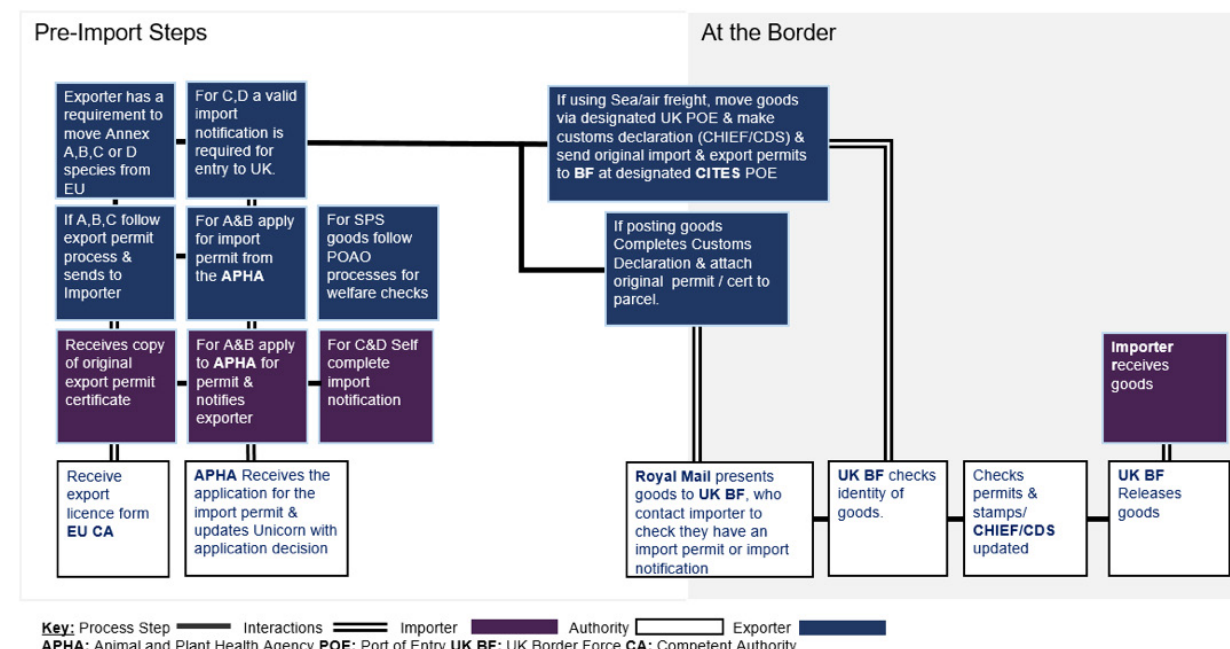 Pre-Import Steps
At the Border
Exporter has a
requirement to
move Annex
A,B,C or D
species from
EU
For C,D a valid
import
notification is
required for
entry to UK.
If using Sea/air freight, move goods
via designated UK POE & make
customs declaration (CHIEF/CDS) &
send original import & export permits
to BF at designated CITES POE
If A,B,C follow
export permit
process &
sends to
Importer
For A&B apply
for import
permit from
the APHA
For SPS
goods follow
POAO
processes for
welfare checks
If posting goods
Completes Customs
Declaration & attach
original permit / cert to
parcel.
Receives copy
of original
export permit
certificate
For A&B apply
to APHA for
permit &
notifies
exporter
For C&D Self
complete
import
notification
Importer
receives
goods
Receive
export
licence form
EU CA
APHA Receives the
application for the
import permit &
updates Unicorn with
application decision
Royal Mail presents
goods to UK BF, who
contact importer to
check they have an
import permit or import
notification
UK BF checks
identity of
goods.
Checks
permits &
stamps/
CHIEF/CDS
updated
UK BF
Releases
goods
Key: Process Step Interactions Importer Authority Exporter
APHA: Animal and Plant Health Agency POE: Port of Entry UK BF: UK Border Force CA: Competent Authority